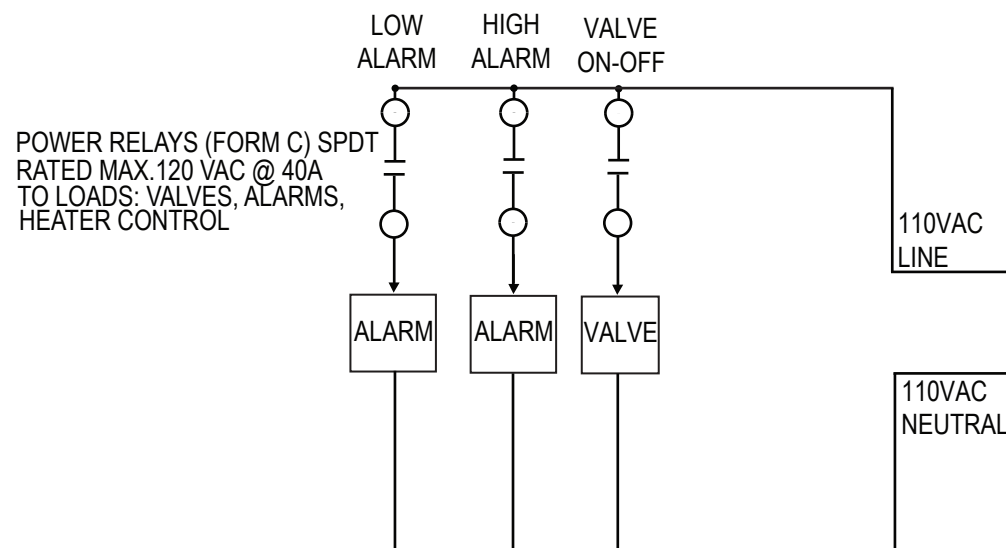 LOW
ALARM
HIGH
ALARM
VALVE
ON-OFF
POWER RELAYS (FORM C) SPDT
RATED MAX.120 VAC @ 40A
TO LOADS: VALVES, ALARMS,
HEATER CONTROL
110VAC
LINE
ALARM
ALARM
VALVE
110VAC
NEUTRAL